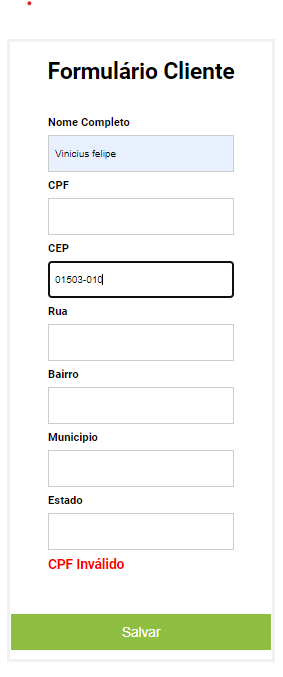 Formulário Cliente
Nome Completo
Vinicius felipe
CPF
CEP
01503-010
Rua
Bairro
Municipio
Estado
CPF Inválido
Salvar